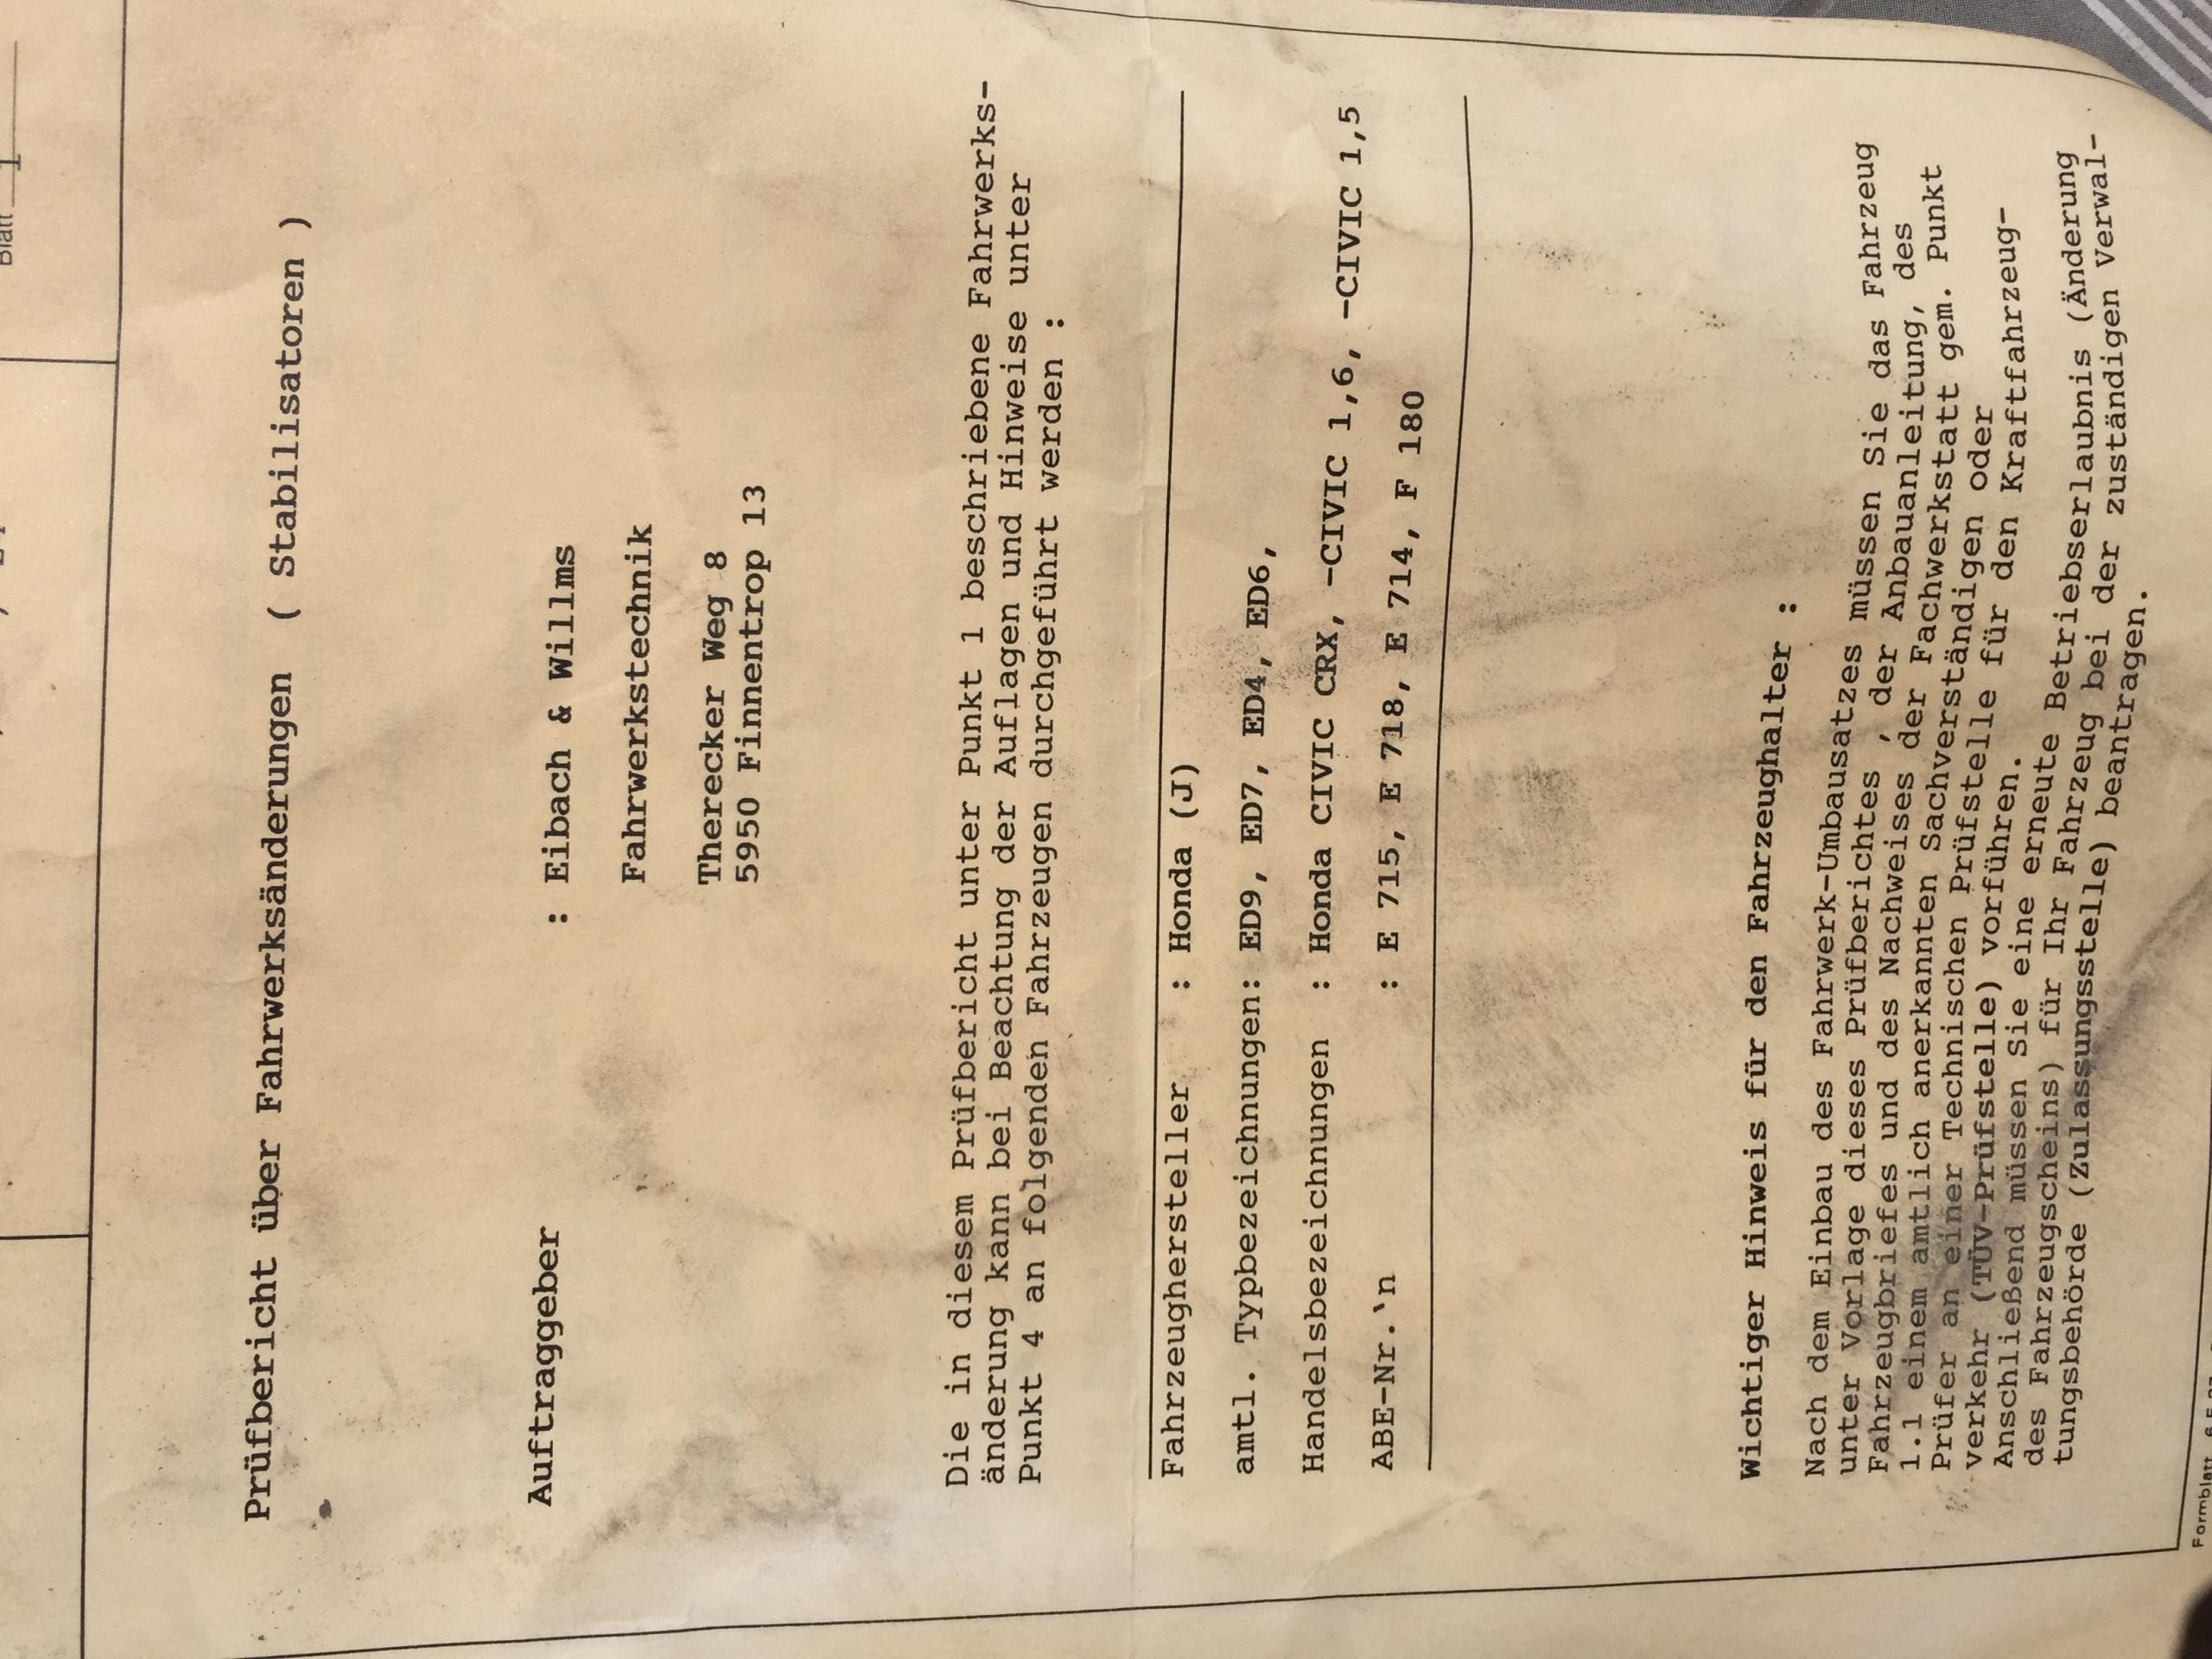 Blatt 1
Prüfbericht über Fahrwerksänderungen ( Stabilisatoren )
Auftraggeber : Eibach & Willms
Fahrwerkstechnik
Therecker Weg 8
5950 Finnentrop 13
Die in diesem Prüfbericht unter Punkt 1 beschriebene Fahrwerks-
änderung kann bei Beachtung der Auflagen und Hinweise unter
Punkt 4 an folgenden Fahrzeugen durchgeführt werden :
Fahrzeughersteller : Honda (J)
amtl. Typbezeichnungen: ED9, ED7, ED4, ED6,
Handelsbezeichnungen : Honda CIVIC CRX, -CIVIC 1,6, -CIVIC 1,5
ABE-Nr.`n : E 715, E 718, E 714, F 180
Wichtiger Hinweis für den Fahrzeughalter :
Nach dem Einbau des Fahrwerk-Umbausatzes müssen Sie das Fahrzeug
unter Vorlage dieses Prüfberichtes , der Anbauanleitung, des
Fahrzeugbriefes und des Nachweises der Fachwerkstatt gem. Punkt
1.1 einem amtlich anerkannten Sachverständigen oder
Prüfer an einer Technischen Prüfstelle für den Kraftfahrzeug-
verkehr (TÜV-Prüfstelle) vorführen.
Anschließend müssen Sie eine erneute Betriebserlaubnis (Änderung
des Fahrzeugscheins) für Ihr Fahrzeug bei der zuständigen Verwal-
tungsbehörde (Zulassungsstelle) beantragen.
Formblatt